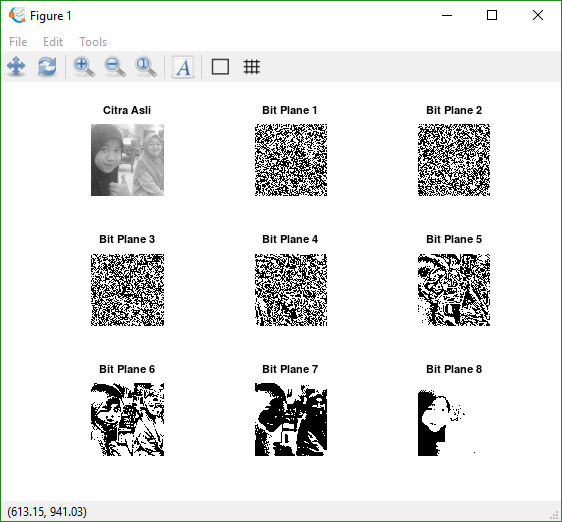 Figure 1
File Edit Tools
A
Citra Asli Bit Plane 1 Bit Plane 2
Bit Plane 3 Bit Plane 4 Bit Plane 5
Bit Plane 6 Bit Plane 7 Bit Plane 8
(613.15, 941.03)